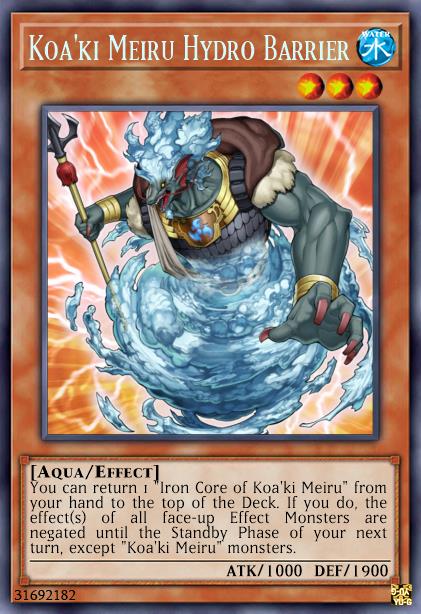 KOA'KI MEIRU HYDRO BARRIER
WATER
水
[AQUA/EFFECT]
You can return 1 "Iron Core of Koa'ki Meiru" from
your hand to the top of the Deck. If you do, the
effect(s) of all face-up Effect Monsters are
negated until the Standby Phase of your next
turn, except "Koa'ki Meiru" monsters.
ATK/1000 DEF/1900
31692182